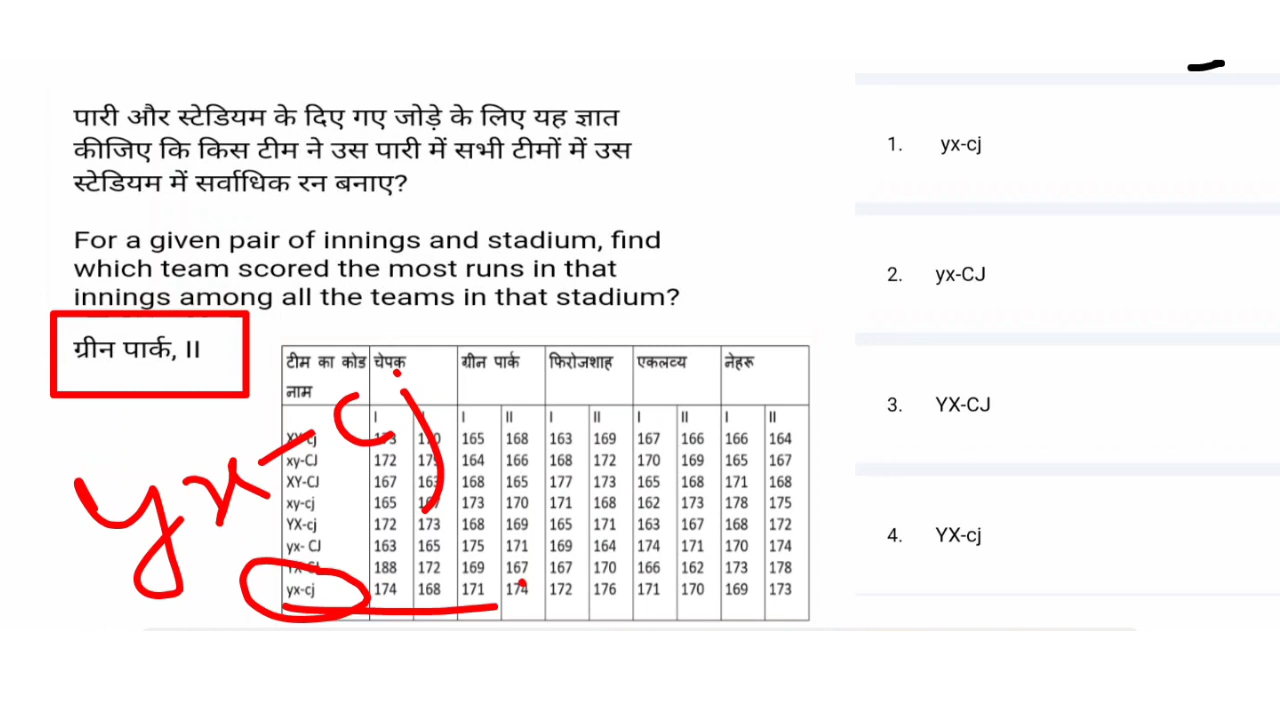 पारी और स्टेडियम के दिए गए जोड़े के लिए यह ज्ञात
कीजिए कि किस टीम ने उस पारी में सभी टीमों में उस
स्टेडियम में सर्वाधिक रन बनाए?
For a given pair of innings and stadium, find
which team scored the most runs in that
innings among all the teams in that stadium?
ग्रीन पार्क, II
टीम का कोड चेपक ग्रीन पार्क फिरोजशाह एकलव्य नेहरू
नाम
I I II I II I II I II
XY-cj 165 168 163 169 167 166 166 164
xy-CJ 172 164 166 168 172 170 169 165 167
XY-CJ 167 168 165 177 173 165 168 171 168
xy-cj 165 173 170 171 168 162 173 178 175
YX-cj 172 173 168 169 165 171 163 167 168 172
yx- CJ 163 165 175 171 169 164 174 171 170 174
YX-CJ 188 172 169 167 167 170 166 162 173 178
yx-cj 174 168 171 174 172 176 171 170 169 173
yx-cj
1. yx-cj
2. yx-CJ
3. YX-CJ
4. YX-cj